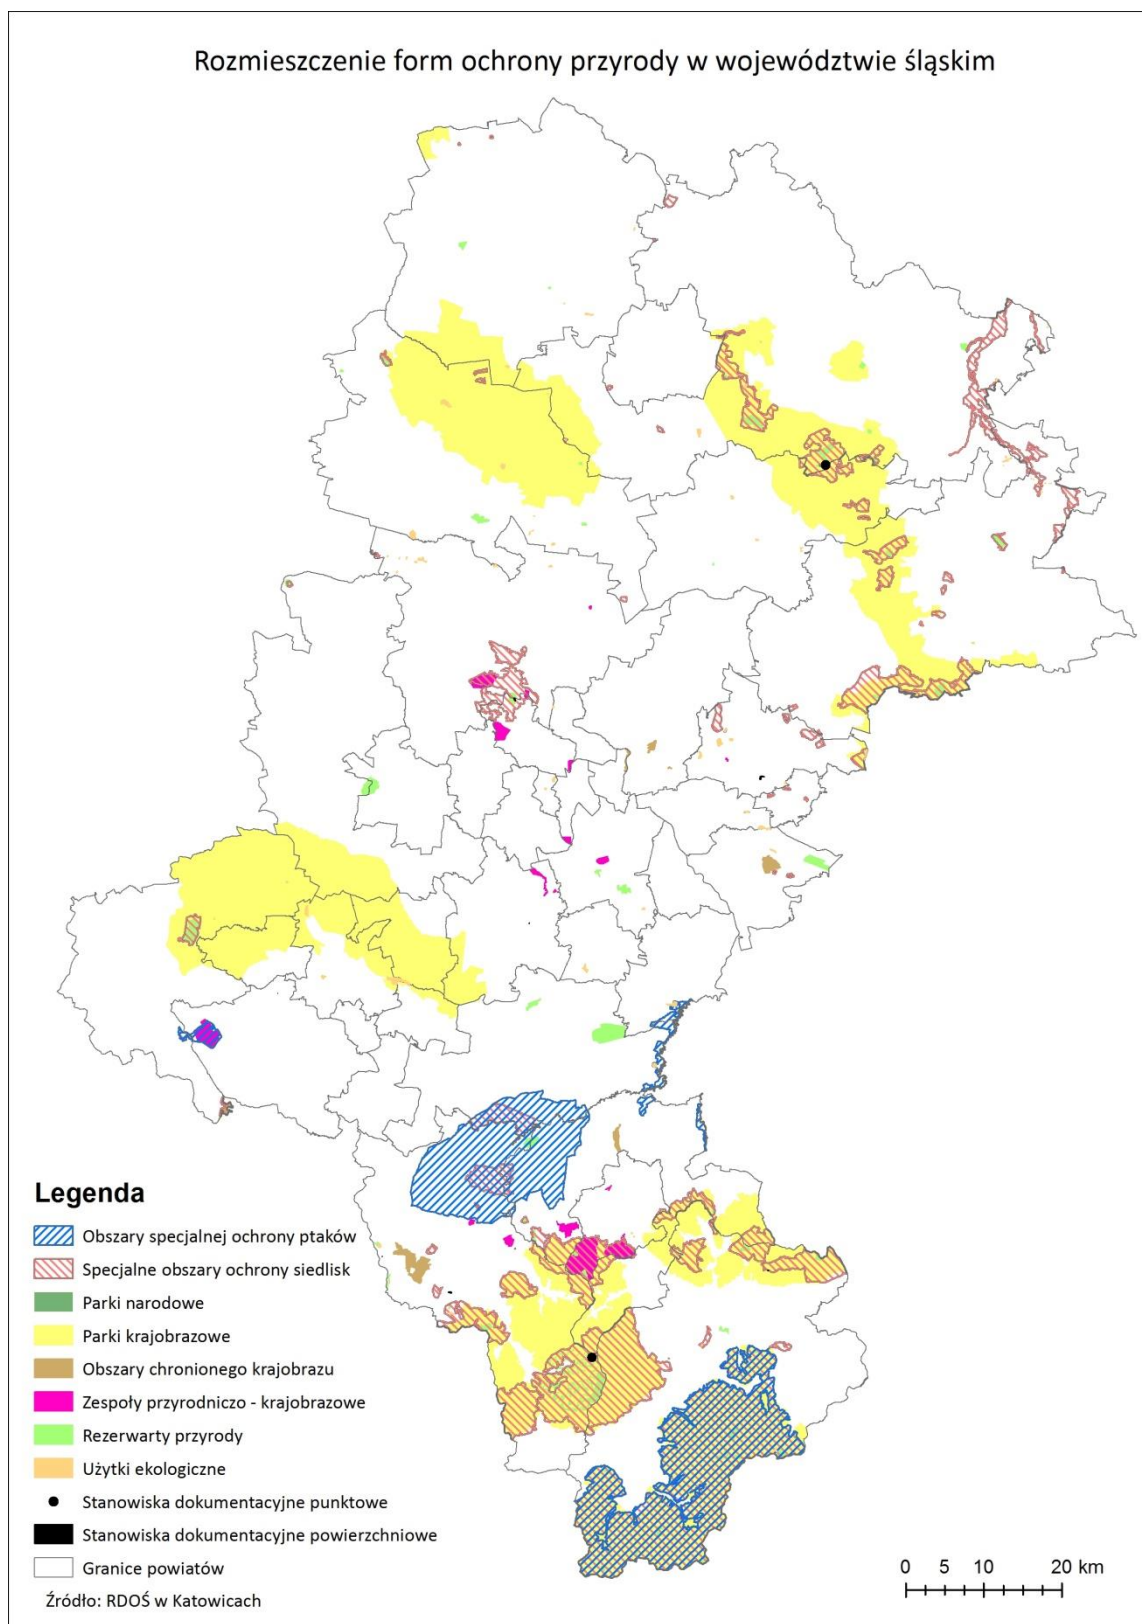 Rozmieszczenie form ochrony przyrody w województwie śląskim
Legenda
Obszary specjalnej ochrony ptaków
Specjalne obszary ochrony siedlisk
Parki narodowe
Parki krajobrazowe
Obszary chronionego krajobrazu
Zespoły przyrodniczo - krajobrazowe
Rezerwarty przyrody
Użytki ekologiczne
Stanowiska dokumentacyjne punktowe
Stanowiska dokumentacyjne powierzchniowe
Granice powiatów
Źródło: RDOŚ w Katowicach
0 5 10 20 km